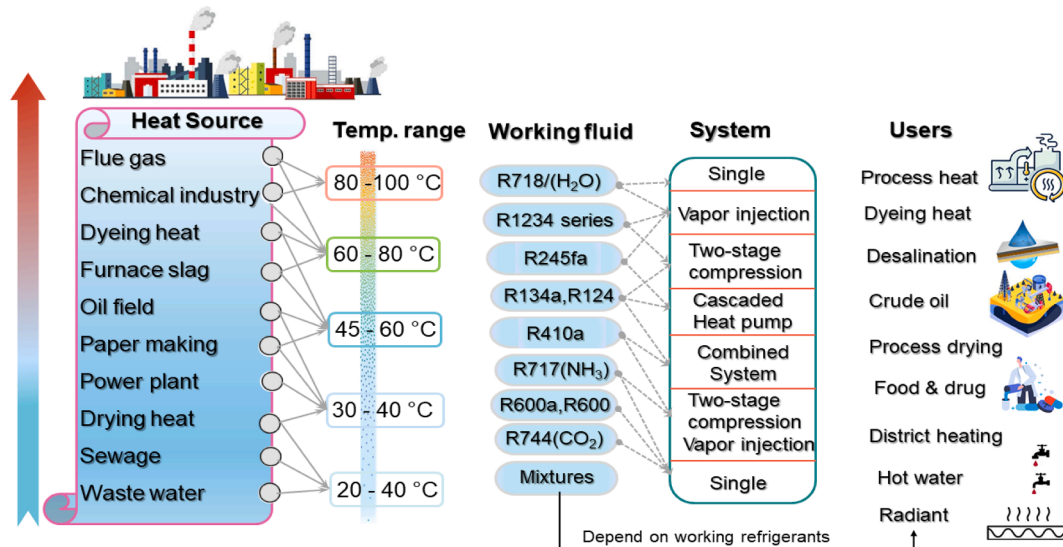 Heat Source
Temp. range
Working fluid
System
Users
Flue gas
Chemical industry
Dyeing heat
Furnace slag
Oil field
Paper making
Power plant
Drying heat
Sewage
Waste water
80 -100 °C
60 - 80 °C
45 - 60 °C
30 - 40 °C
20 - 40 °C
R718/(H₂O)
R1234 series
R245fa
R134a,R124
R410a
R717(NH₃)
R600a,R600
R744(CO₂)
Mixtures
Single
Vapor injection
Two-stage
compression
Cascaded
Heat pump
Combined
System
Two-stage
compression
Vapor injection
Single
Process heat
Dyeing heat
Desalination
Crude oil
Process drying
Food & drug
District heating
Hot water
Radiant
Depend on working refrigerants